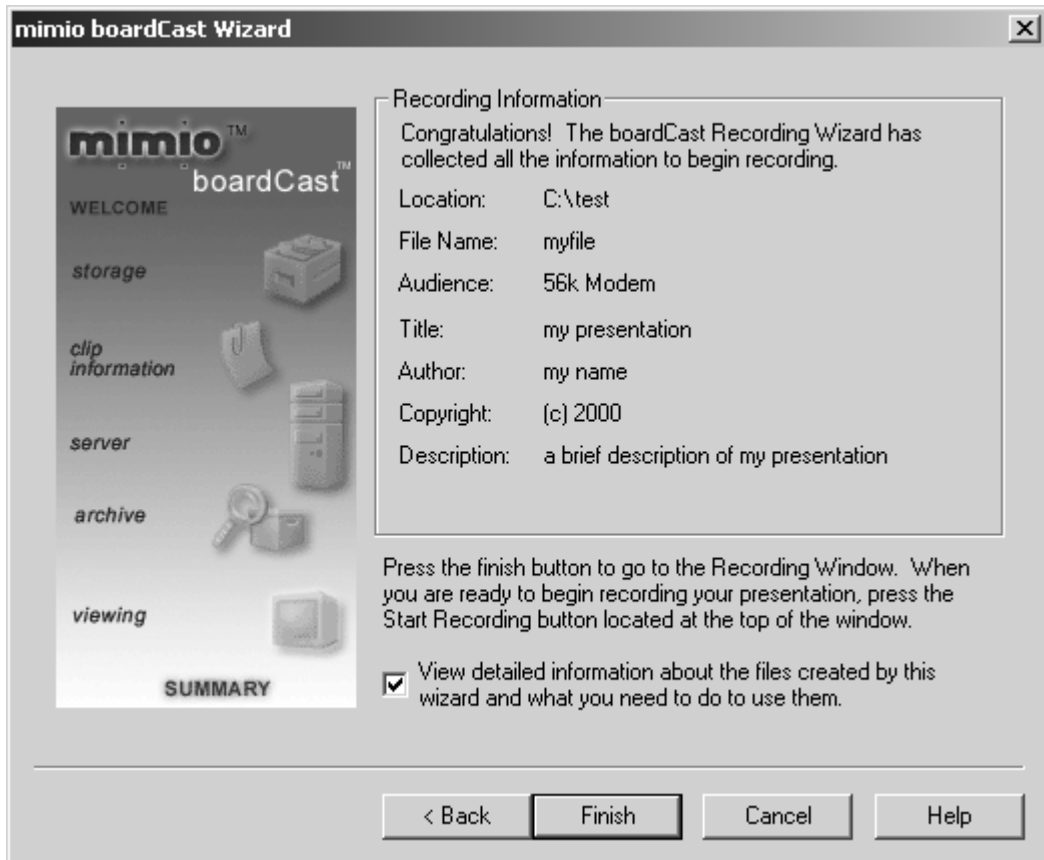 mimio boardCast Wizard
mimio™
boardCast™
WELCOME
storage
clip
information
server
archive
viewing
SUMMARY
Recording Information
Congratulations! The boardCast Recording Wizard has
collected all the information to begin recording.
Location: C:\test
File Name: myfile
Audience: 56k Modem
Title: my presentation
Author: my name
Copyright: (c) 2000
Description: a brief description of my presentation
Press the finish button to go to the Recording Window. When
you are ready to begin recording your presentation, press the
Start Recording button located at the top of the window.
View detailed information about the files created by this
wizard and what you need to do to use them.
< Back Finish Cancel Help